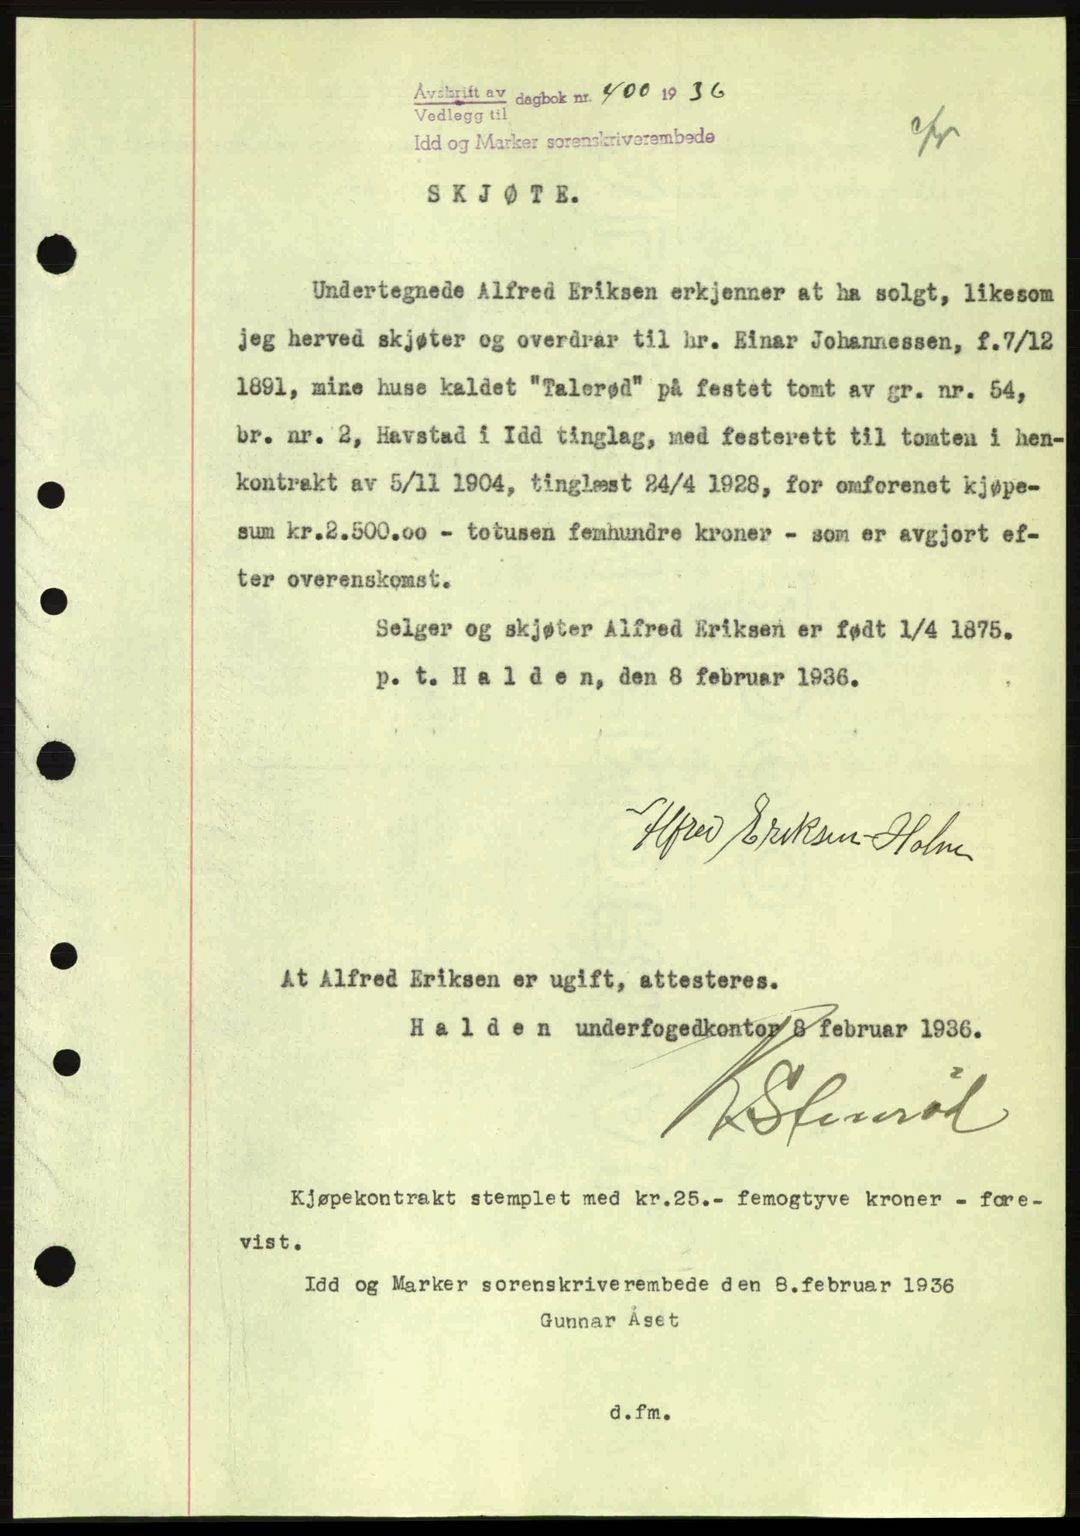 Avskrift av dagbok nr. 400 1936
Vedlegg til
Idd og Marker sorenskriverembede
SKJØTE.
Undertegnede Alfred Eriksen erkjenner at ha solgt, likesom
jeg herved skjøter og overdrar til hr. Einar Johannessen, f.7/12
1891, mine huse kaldet "Talerød" på festet tomt av gr. nr. 54,
br. nr. 2, Havstad i Idd tinglag, med festerett til tomten i hen-
kontrakt av 5/11 1904, tinglæst 24/4 1928, for omforenet kjøpe-
sum kr.2.500.oo - totusen femhundre kroner - som er avgjort ef-
ter overenskomst.
Selger og skjøter Alfred Eriksen er født 1/4 1875.
p. t. Halden, den 8 februar 1936.
Alfred Eriksen-Holm
At Alfred Eriksen er ugift, attesteres.
Halden underfogedkontor 8 februar 1936.
Stenrød
Kjøpekontrakt stemplet med kr.25.- femogtyve kroner - fore-
vist.
Idd og Marker sorenskriverembede den 8.februar 1936
Gunnar Åset
d.fm.